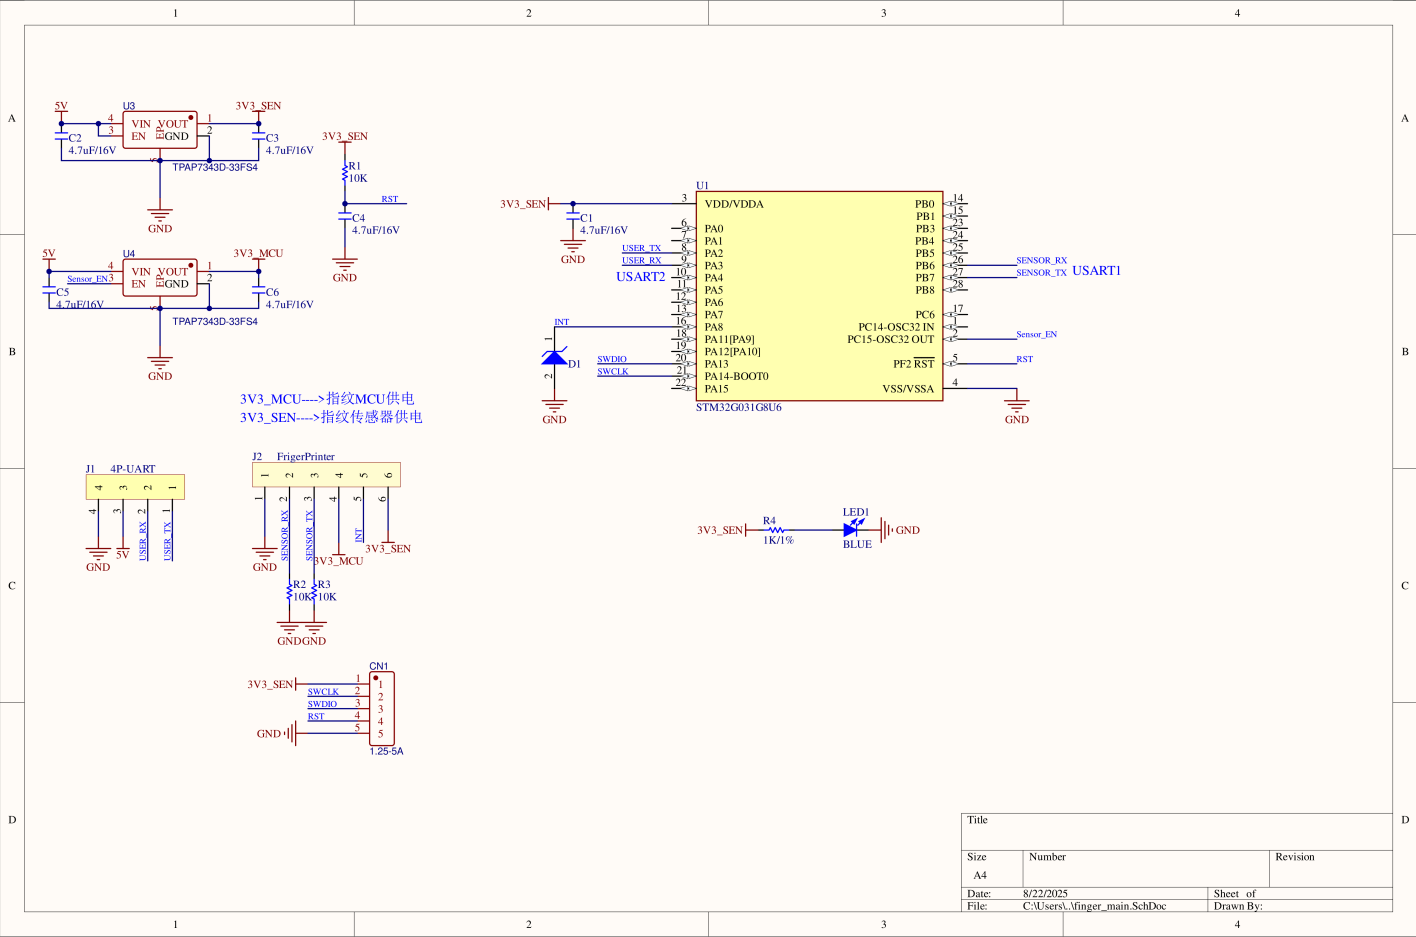 1 2 3 4
A A
U3
5V 3V3_SEN
4 VIN VOUT 1
3 EN EP GND 2
5
C2 4.7uF/16V
C3 4.7uF/16V
TPAP7343D-33FS4
GND
3V3_SEN
R1
10K
RST
C4
4.7uF/16V
GND
U4
5V 3V3_MCU
4 VIN VOUT 1
Sensor_EN 3 EN EP GND 2
5
C5 4.7uF/16V
C6 4.7uF/16V
TPAP7343D-33FS4
GND
U1
3V3_SEN 3 VDD/VDDA
C1
4.7uF/16V
GND
6 PA0
7 PA1
USER_TX 8 PA2
USER_RX 9 PA3
USART2 10 PA4
11 PA5
12 PA6
13 PA7
INT 16 PA8
18 PA11[PA9]
19 PA12[PA10]
SWDIO 20 PA13
SWCLK 21 PA14-BOOT0
22 PA15
PB0 14
PB1 15
PB3 23
PB4 24
PB5 25
PB6 26 SENSOR_RX
PB7 27 SENSOR_TX USART1
PB8 28
PC6 17
PC14-OSC32 IN 1
PC15-OSC32 OUT 2 Sensor_EN
PF2 RST 5 RST
VSS/VSSA 4
GND
STM32G031G8U6
1
D1
2
GND
B B
3V3_MCU---->指纹MCU供电
3V3_SEN---->指纹传感器供电
J1 4P-UART
4 3 2 1
4 3 2 1
GND
5V
USER_RX
USER_TX
J2 FrigerPrinter
1 2 3 4 5 6
1 2 3 4 5 6
GND
SENSOR_RX
SENSOR_TX
3V3_MCU
INT
3V3_SEN
R2
10K
R3
10K
GND GND
3V3_SEN
R4
1K/1%
LED1
BLUE
GND
C C
CN1
3V3_SEN 1 1
SWCLK 2 2
SWDIO 3 3
RST 4 4
GND 5 5
1.25-5A
D D
Title
Size Number Revision
A4
Date: 8/22/2025 Sheet of
File: C:\Users\..\finger_main.SchDoc Drawn By:
1 2 3 4